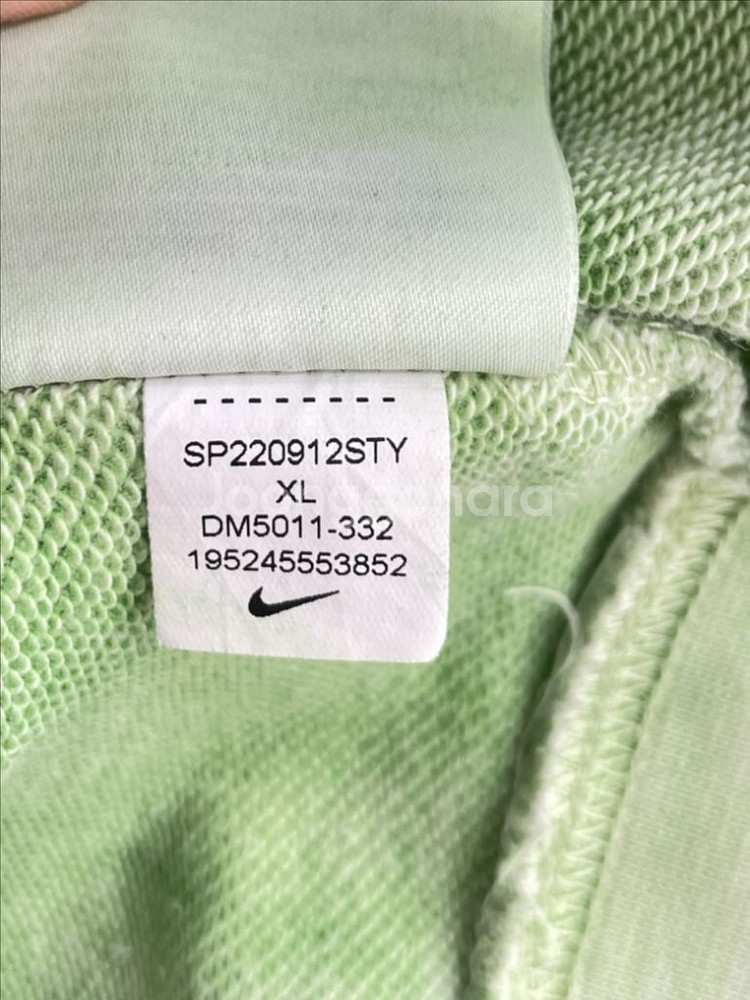 --------
SP220912STY
XL
DM5011-332
195245553852